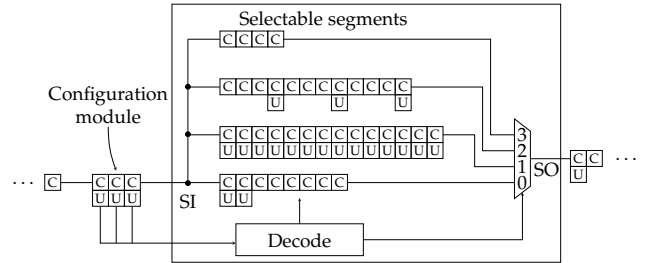 Selectable segments
C C C C
C C C C C C C C C C C C
U U U
Configuration
module
C C C C C C C C C C C C C C
U U U U U U U U U U U U U U
3
2
1
0
··· C
C C C
U U U
SI
C C C C C C C C
U U
SO
C C ···
U
Decode